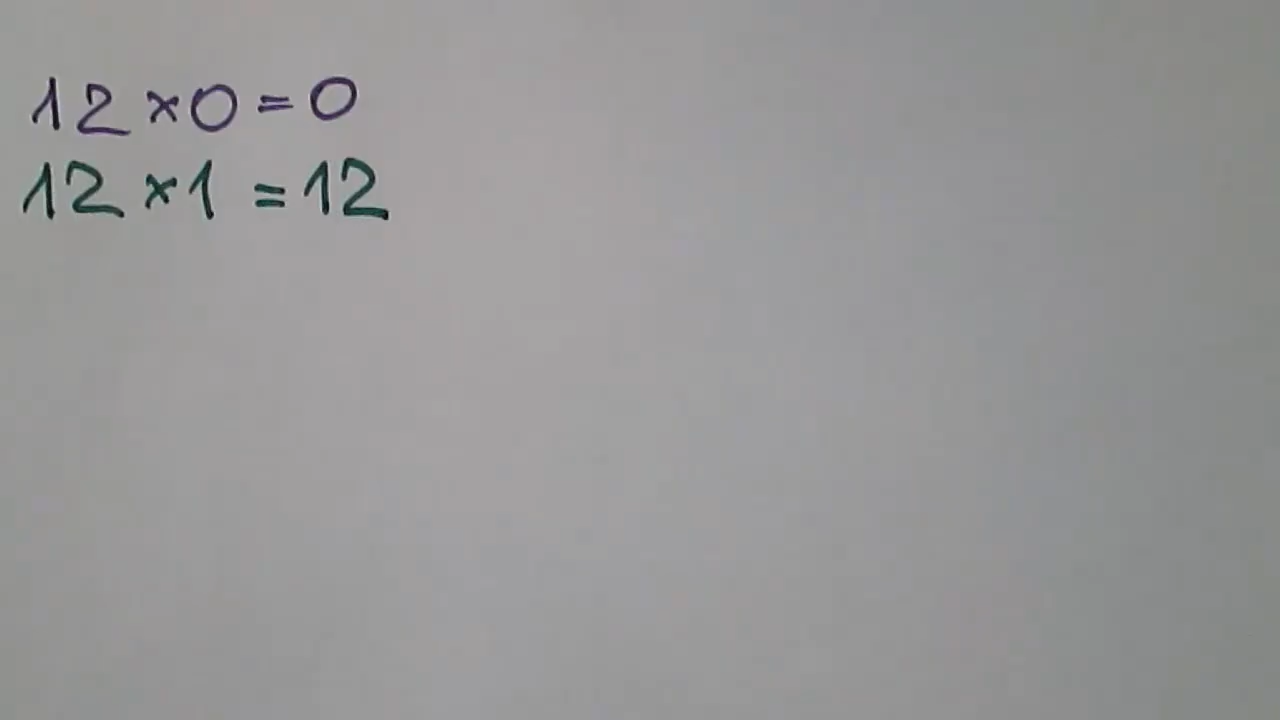 12 × 0 = 0
12 × 1 = 12